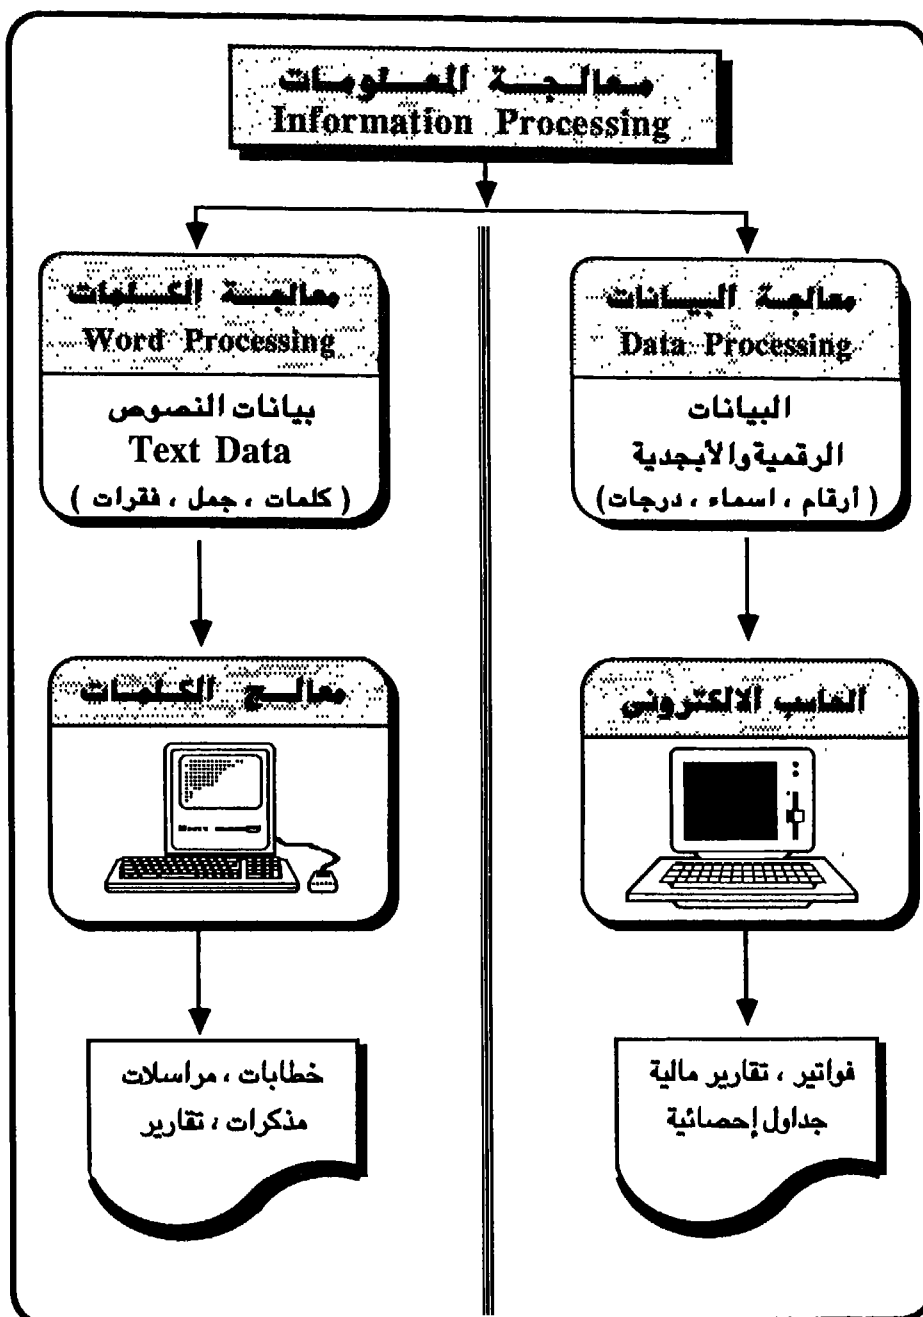 معالجة المعلومات
Information Processing
معالجة البيانات
Data Processing
البيانات
الرقمية والأبجدية
(أرقام ، اسماء ، درجات)
الحاسب الالكترونى
فواتير ، تقارير مالية
جداول إحصائية
معالجة الكلمات
Word Processing
بيانات النصوص
Text Data
( كلمات ، جمل ، فقرات )
معالج الكلمات
خطابات ، مراسلات
مذكرات ، تقارير